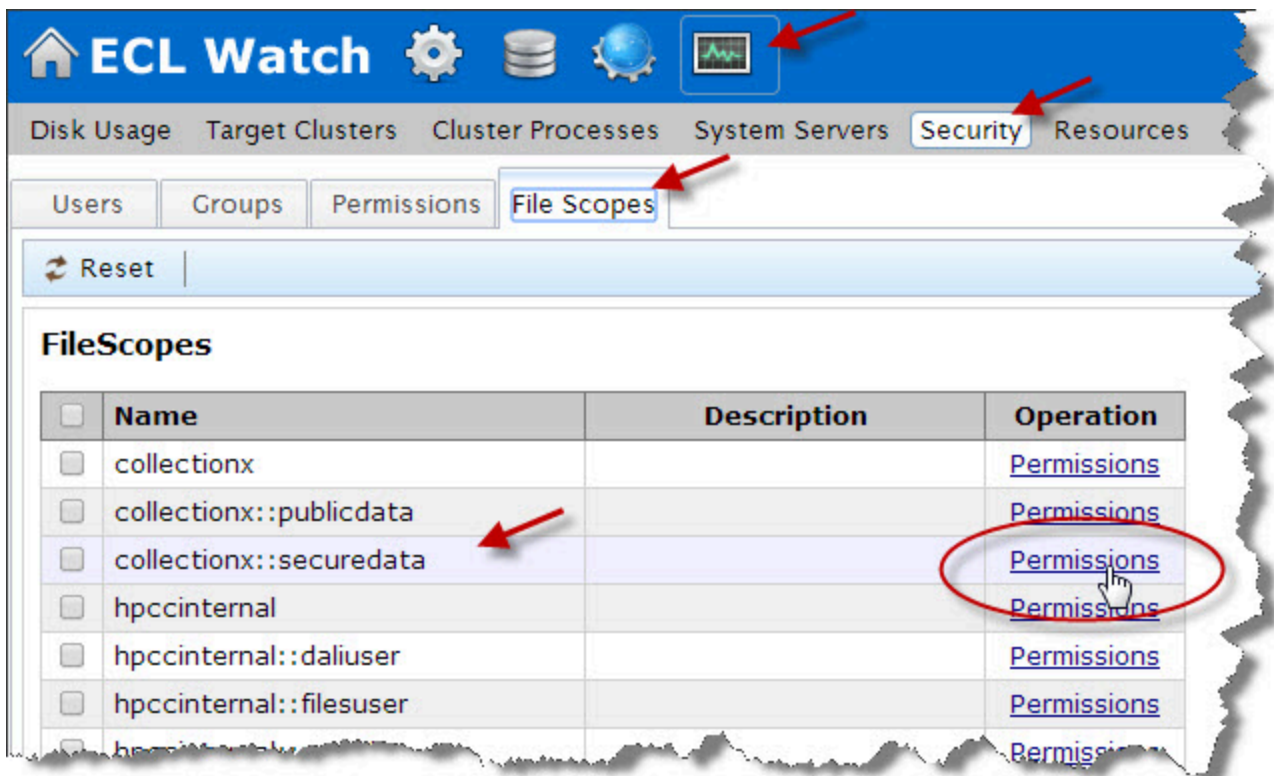 ECL Watch
Disk Usage Target Clusters Cluster Processes System Servers Security Resources
Users Groups Permissions File Scopes
Reset
FileScopes
Name Description Operation
collectionx Permissions
collectionx::publicdata Permissions
collectionx::securedata Permissions
hpccinternal Permissions
hpccinternal::daliuser Permissions
hpccinternal::filesuser Permissions